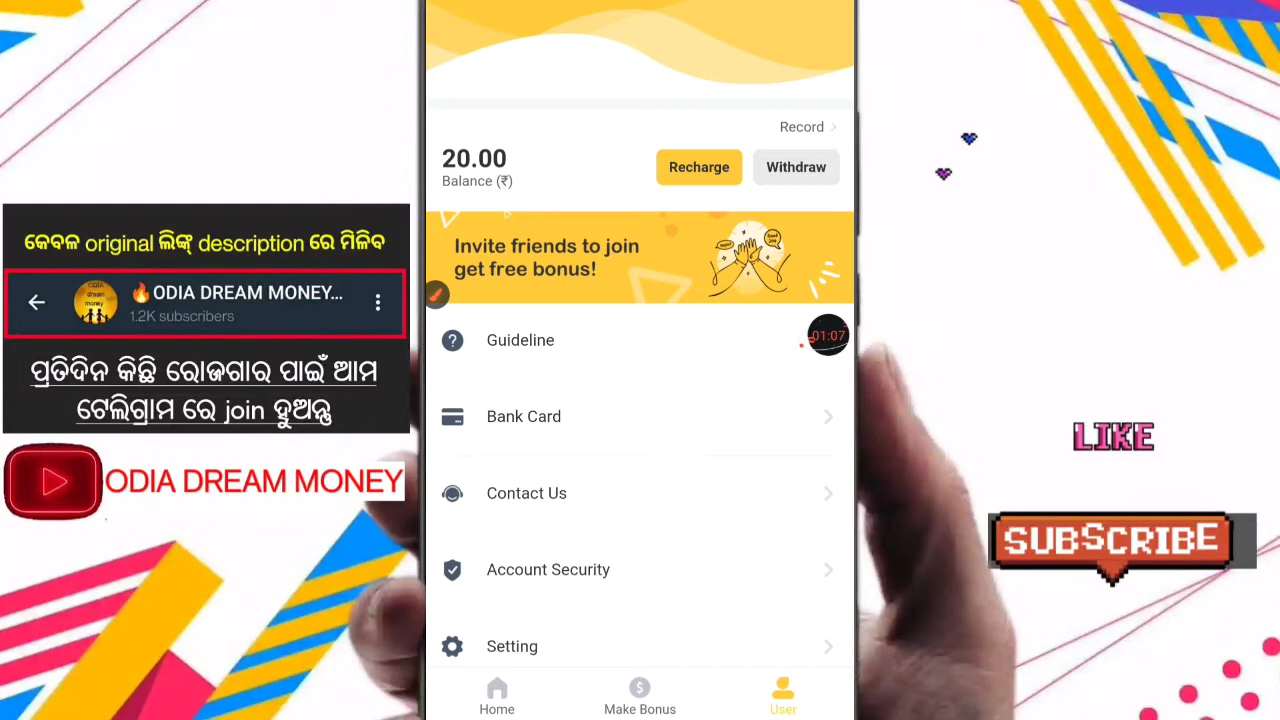 କେବଳ original ଲିଙ୍କ୍ description ରେ ମିଳିବ
🔥ODIA DREAM MONEY...
1.2K subscribers
ପ୍ରତିଦିନ କିଛି ରୋଜଗାର ପାଇଁ ଆମ
ଟେଲିଗ୍ରାମ ରେ join ହୁଅନ୍ତୁ
ODIA DREAM MONEY
Record
20.00
Balance (₹)
Recharge
Withdraw
Invite friends to join
get free bonus!
Guideline
01:07
Bank Card
Contact Us
Account Security
Setting
Home
Make Bonus
User
LIKE
SUBSCRIBE